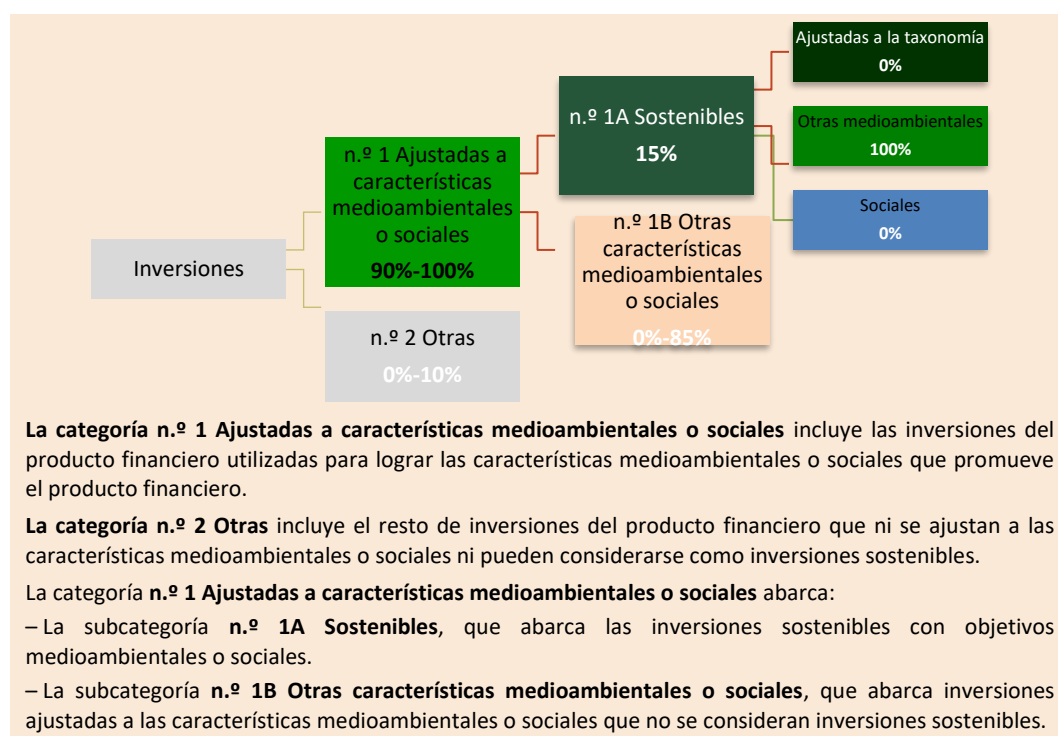 Inversiones
n.º 1 Ajustadas a
características
medioambientales
o sociales
90%-100%
n.º 2 Otras
0%-10%
n.º 1A Sostenibles
15%
n.º 1B Otras
características
medioambientales
o sociales
0%-85%
Ajustadas a la taxonomía
0%
Otras medioambientales
100%
Sociales
0%
La categoría n.º 1 Ajustadas a características medioambientales o sociales incluye las inversiones del
producto financiero utilizadas para lograr las características medioambientales o sociales que promueve
el producto financiero.
La categoría n.º 2 Otras incluye el resto de inversiones del producto financiero que ni se ajustan a las
características medioambientales o sociales ni pueden considerarse como inversiones sostenibles.
La categoría n.º 1 Ajustadas a características medioambientales o sociales abarca:
– La subcategoría n.º 1A Sostenibles, que abarca las inversiones sostenibles con objetivos
medioambientales o sociales.
– La subcategoría n.º 1B Otras características medioambientales o sociales, que abarca inversiones
ajustadas a las características medioambientales o sociales que no se consideran inversiones sostenibles.